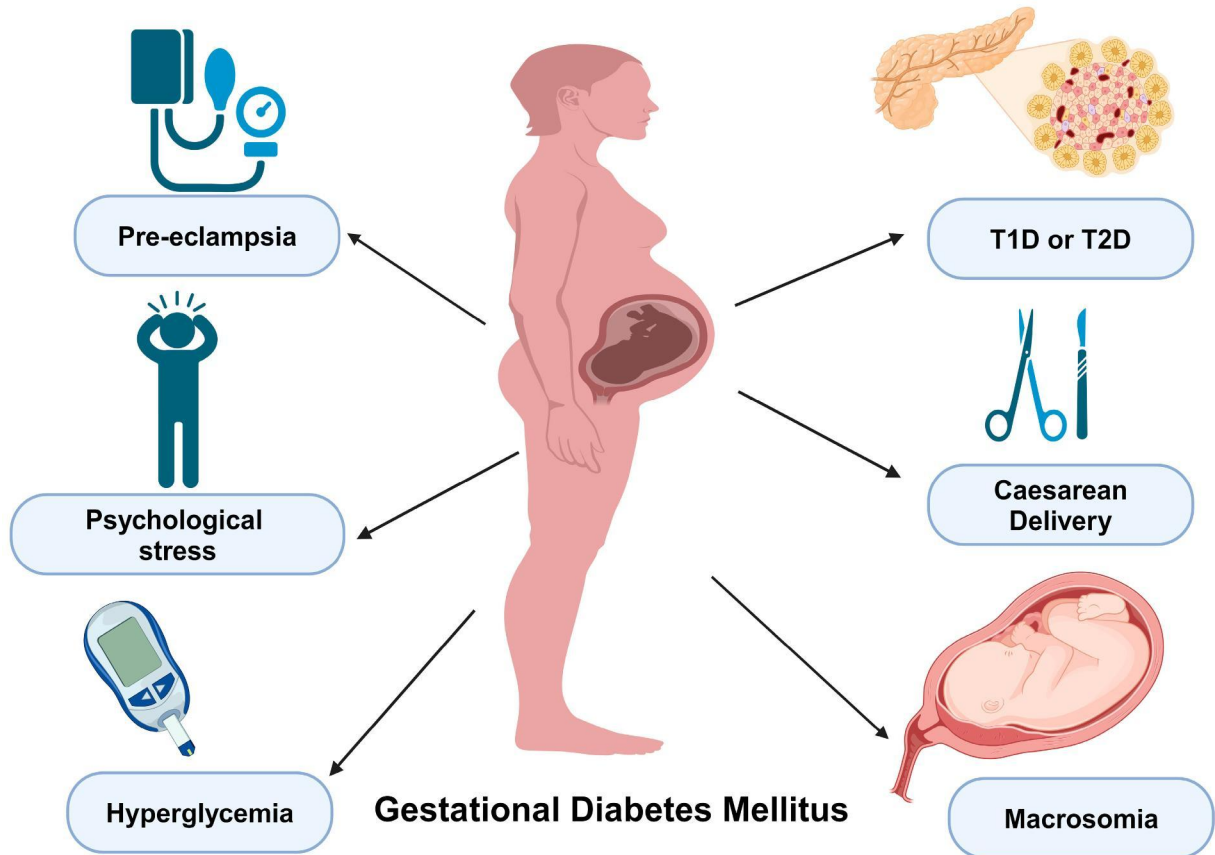 Pre-eclampsia
T1D or T2D
Psychological
stress
Caesarean
Delivery
Hyperglycemia
Gestational Diabetes Mellitus
Macrosomia